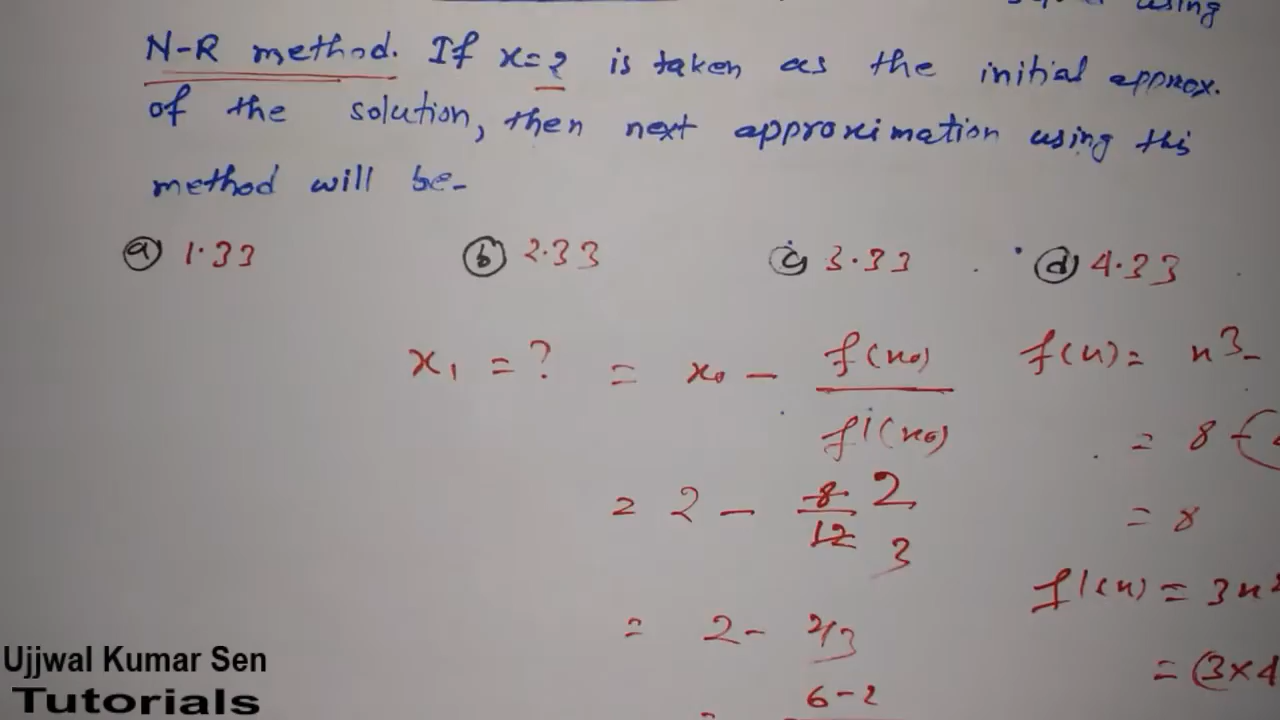 using
N-R method. If x=2 is taken as the initial approx.
of the solution, then next approximation using this
method will be-
(a) 1.33 (b) 2.33 (c) 3.33 (d) 4.33
x₁ = ? = x₀ - f(x₀)/f'(x₀) f(x) = x³-
= 8 - (
= 2 - 8/12 2/3 = 8
f'(x) = 3x²
= 2 - 2/3
= (3×4
= 6-2
Ujjwal Kumar Sen
Tutorials